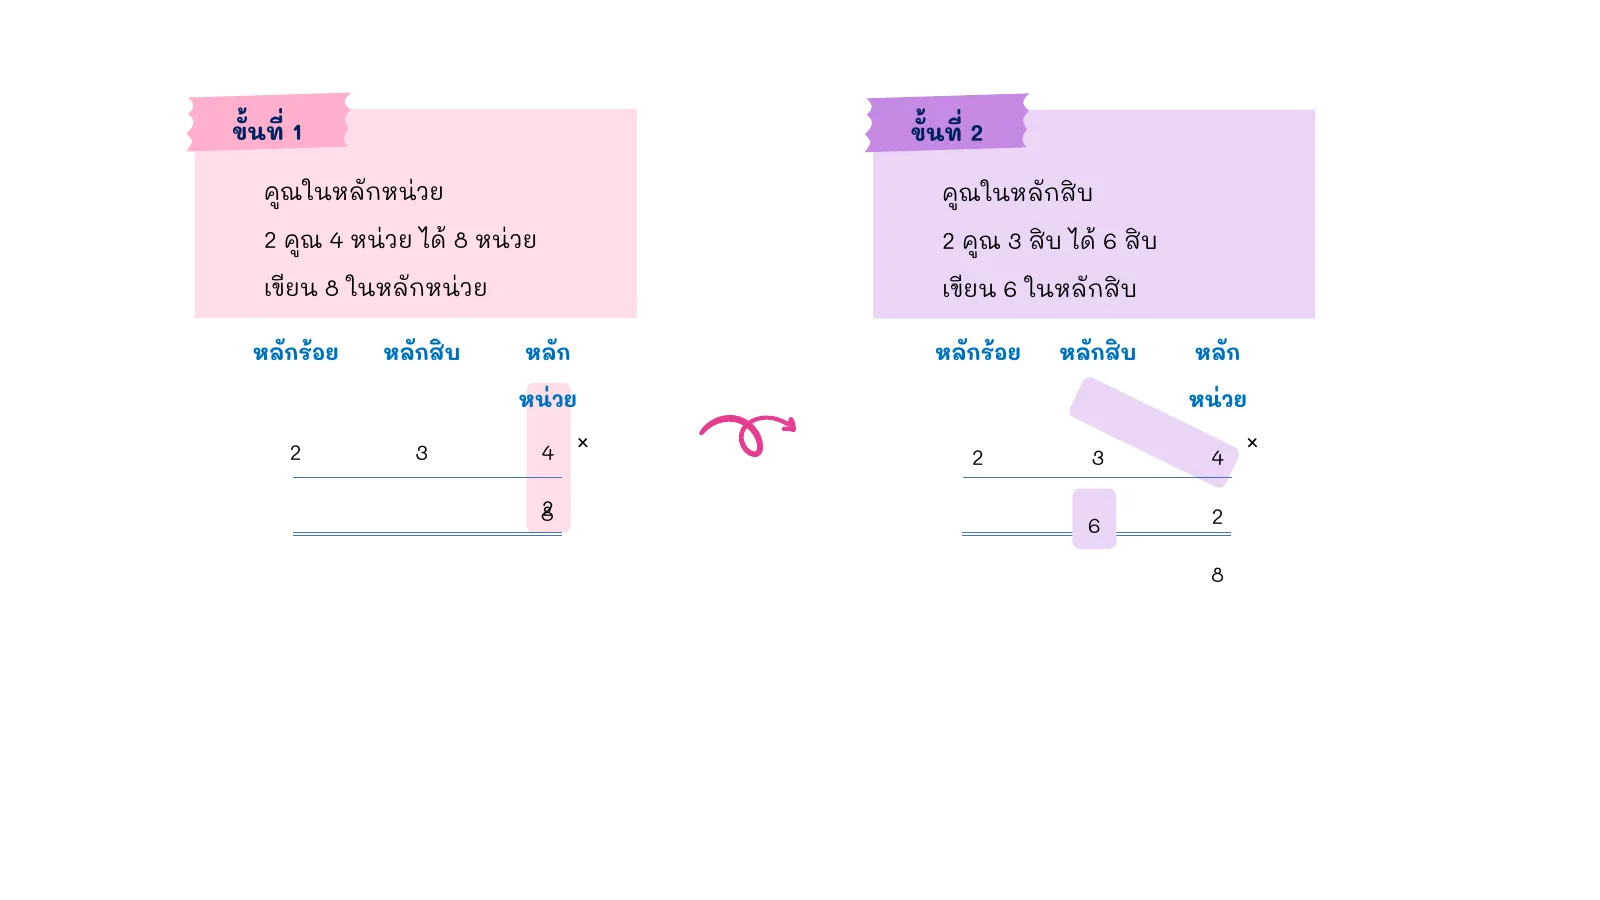 ขั้นที่ 1
คูณในหลักหน่วย
2 คูณ 4 หน่วย ได้ 8 หน่วย
เขียน 8 ในหลักหน่วย
หลักร้อย หลักสิบ หลัก
หน่วย
2 3 4 ×
2
8
ขั้นที่ 2
คูณในหลักสิบ
2 คูณ 3 สิบ ได้ 6 สิบ
เขียน 6 ในหลักสิบ
หลักร้อย หลักสิบ หลัก
หน่วย
2 3 4 ×
2
6
8